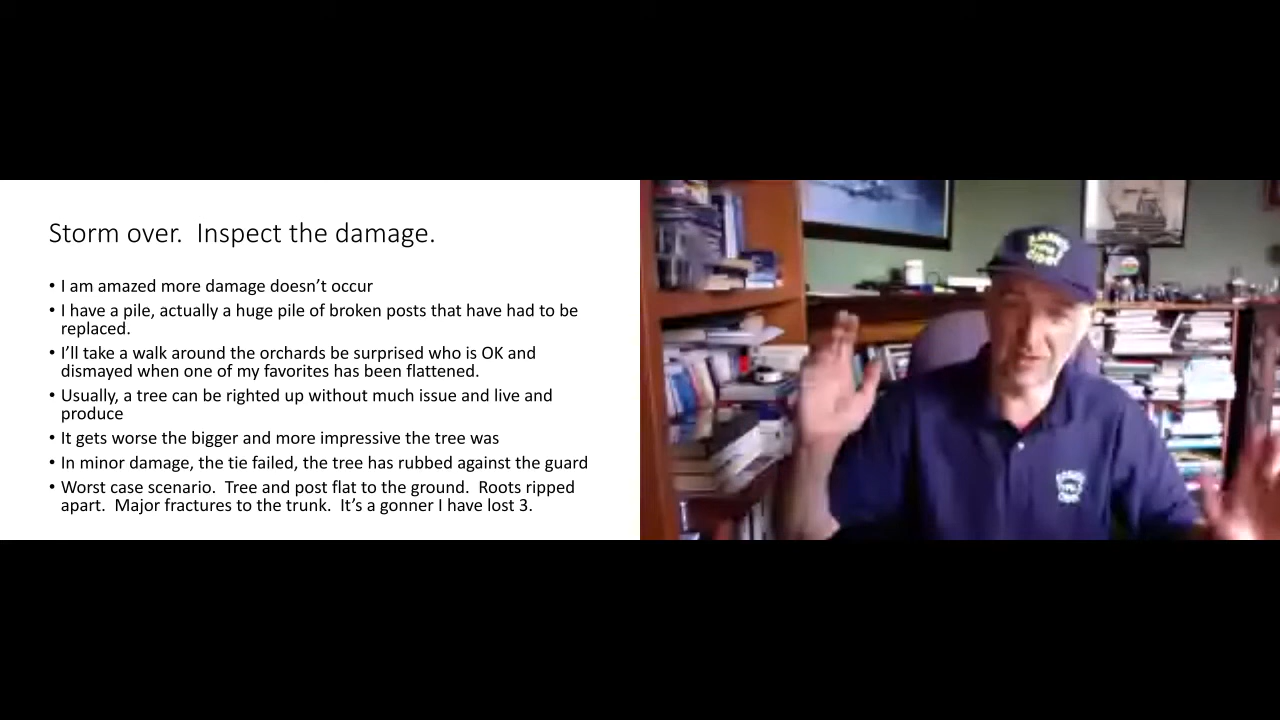 Storm over.  Inspect the damage.
• I am amazed more damage doesn’t occur
• I have a pile, actually a huge pile of broken posts that have had to be
replaced.
• I’ll take a walk around the orchards be surprised who is OK and
dismayed when one of my favorites has been flattened.
• Usually, a tree can be righted up without much issue and live and
produce
• It gets worse the bigger and more impressive the tree was
• In minor damage, the tie failed, the tree has rubbed against the guard
• Worst case scenario.  Tree and post flat to the ground.  Roots ripped
apart.  Major fractures to the trunk.  It’s a gonner I have lost 3.